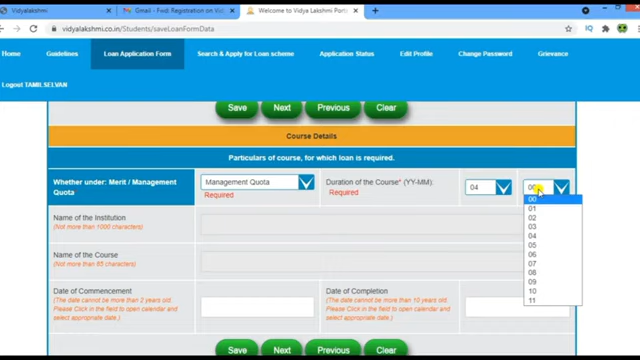 Vidyalakshmi
Gmail - Fwd: Registration on Vid
Welcome to Vidya Lakshmi Port
vidyalakshmi.co.in/Students/saveLoanFormData
Home
Guidelines
Loan Application Form
Search & Apply for Loan scheme
Application Status
Edit Profile
Change Password
Grievance
Logout TAMILSELVAN
Save
Next
Previous
Clear
Course Details
Particulars of course, for which loan is required.
Whether under: Merit / Management
Quota
Management Quota
Required
Duration of the Course* (YY-MM):
Required
04
00
00
01
02
03
04
05
06
07
08
09
10
11
Name of the Institution
(Not more than 1000 characters)
Name of the Course
(Not more than 85 characters)
Date of Commencement
(The date cannot be more than 2 years old.
Please Click in the field to open calendar and
select appropriate date.)
Date of Completion
(The date cannot be more than 10 years old.
Please Click in the field to open calendar and
select appropriate date.)
Save
Next
Previous
Clear